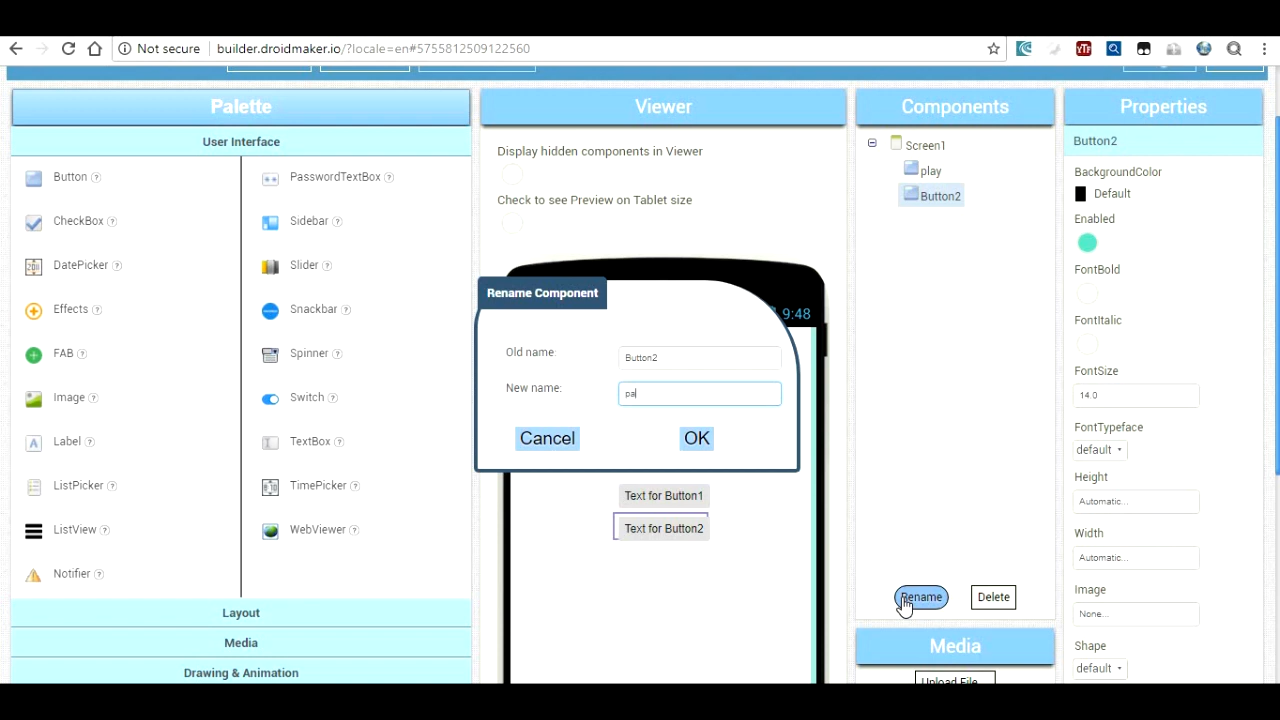 Not secure
builder.droidmaker.io/?locale=en#5755812509122560
Palette
User Interface
Button
PasswordTextBox
CheckBox
Sidebar
DatePicker
Slider
Effects
Snackbar
FAB
Spinner
Image
Switch
Label
TextBox
ListPicker
TimePicker
ListView
WebViewer
Notifier
Layout
Media
Drawing & Animation
Viewer
Display hidden components in Viewer
Check to see Preview on Tablet size
9:48
Rename Component
Old name:
Button2
New name:
pa
Cancel
OK
Text for Button1
Text for Button2
Components
Screen1
play
Button2
Rename
Delete
Media
Upload File
Properties
Button2
BackgroundColor
Default
Enabled
FontBold
FontItalic
FontSize
14.0
FontTypeface
default
Height
Automatic...
Width
Automatic...
Image
None...
Shape
default